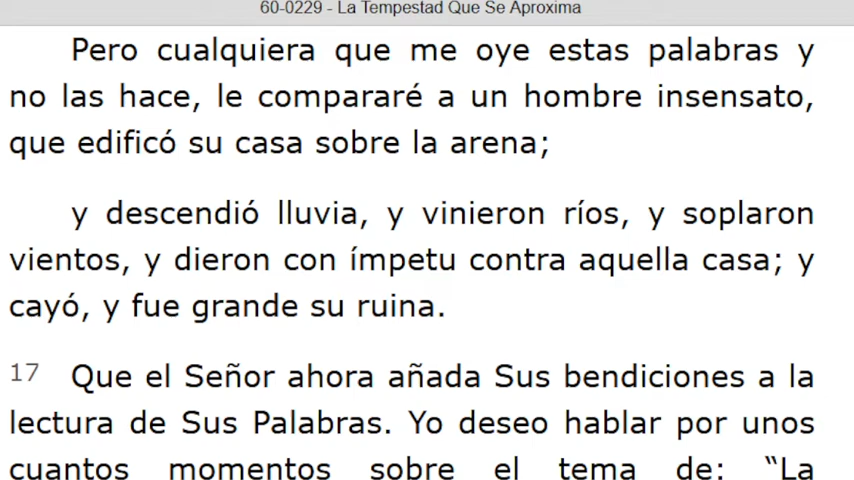 60-0229 - La Tempestad Que Se Aproxima
Pero cualquiera que me oye estas palabras y
no las hace, le compararé a un hombre insensato,
que edificó su casa sobre la arena;
y descendió lluvia, y vinieron ríos, y soplaron
vientos, y dieron con ímpetu contra aquella casa; y
cayó, y fue grande su ruina.
17 Que el Señor ahora añada Sus bendiciones a la
lectura de Sus Palabras. Yo deseo hablar por unos
cuantos momentos sobre el tema de: “La